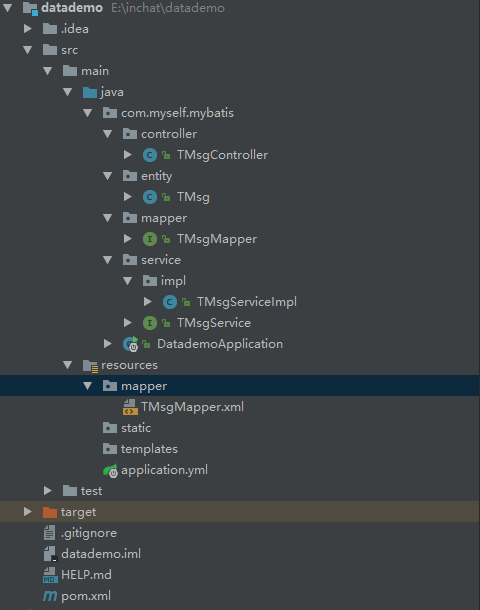 datademo E:\inchat\datademo
.idea
src
main
java
com.myself.mybatis
controller
C TMsgController
entity
C TMsg
mapper
I TMsgMapper
service
impl
C TMsgServiceImpl
I TMsgService
DatademoApplication
resources
mapper
TMsgMapper.xml
static
templates
application.yml
test
target
.gitignore
datademo.iml
MD HELP.md
m pom.xml